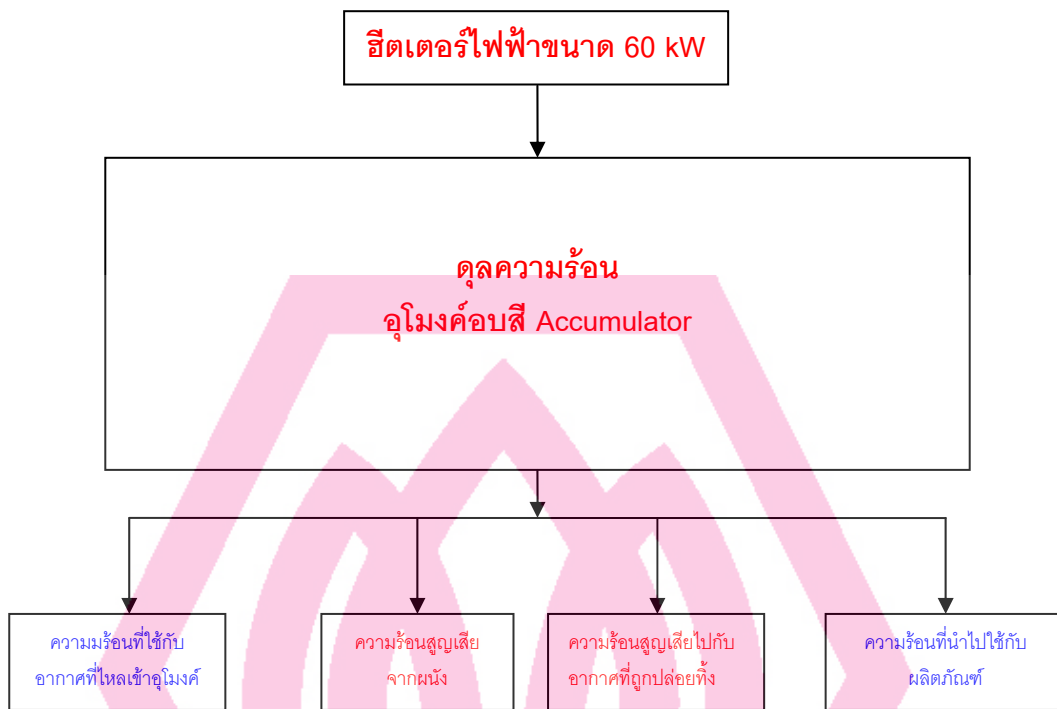 ฮีตเตอร์ไฟฟ้าขนาด 60 kW
ดุลความร้อน
อุโมงค์อบสี Accumulator
ความมร้อนที่ใช้กับ
อากาศที่ไหลเข้าอุโมงค์
ความร้อนสูญเสีย
จากผนัง
ความร้อนสูญเสียไปกับ
อากาศที่ถูกปล่อยทิ้ง
ความร้อนที่นำไปใช้กับ
ผลิตภัณฑ์